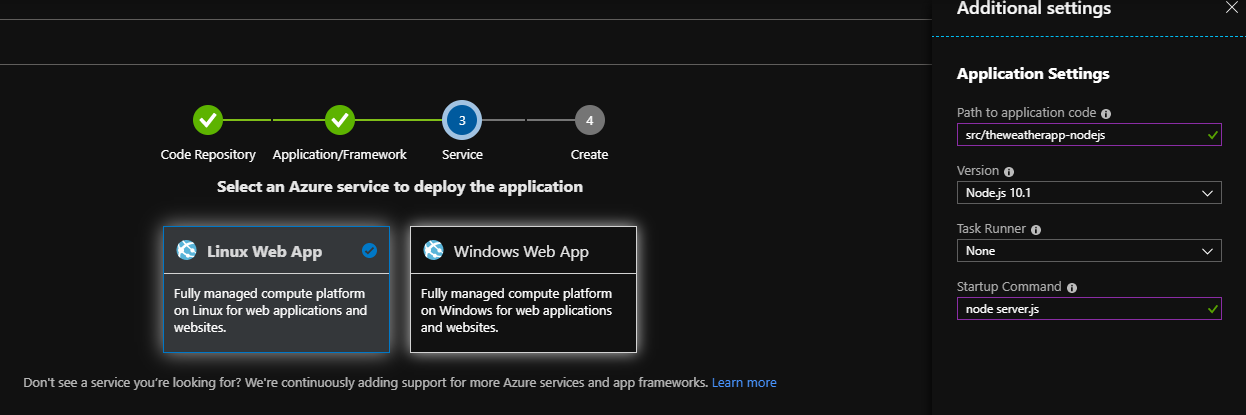 Additional settings
3
4
Code Repository
Application/Framework
Service
Create
Select an Azure service to deploy the application
Linux Web App
Fully managed compute platform
on Linux for web applications and
websites.
Windows Web App
Fully managed compute platform
on Windows for web applications
and websites.
Don't see a service you're looking for? We're continuously adding support for more Azure services and app frameworks. Learn more
Application Settings
Path to application code
src/theweatherapp-nodejs
Version
Node.js 10.1
Task Runner
None
Startup Command
node server.js